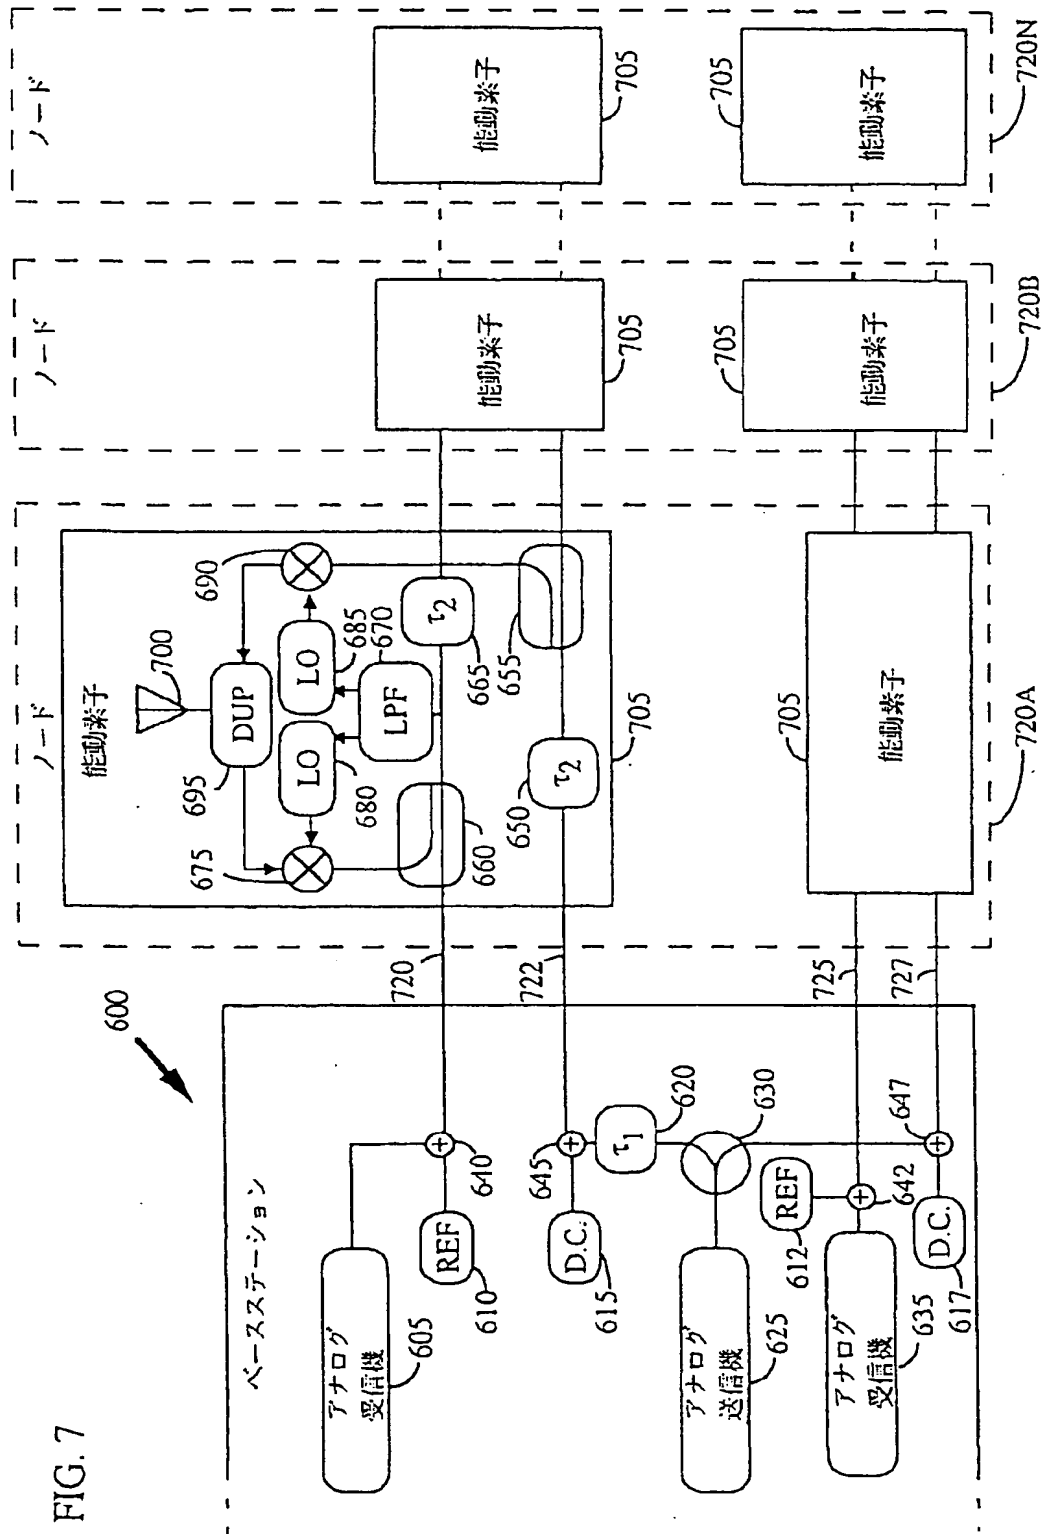 FIG. 7
600
ベースステーション
アナログ
受信機
605
REF
610
640
D.C.
615
645
τ1
620
630
アナログ
送信機
625
REF
612
642
アナログ
受信機
635
D.C.
617
647
720
722
725
727
ノード
能動素子
700
DUP
695
675
690
LO
680
LO
685
LPF
670
660
τ2
665
655
τ2
650
705
705
能動素子
720A
ノード
能動素子
705
705
能動素子
720B
ノード
能動素子
705
705
能動素子
720N